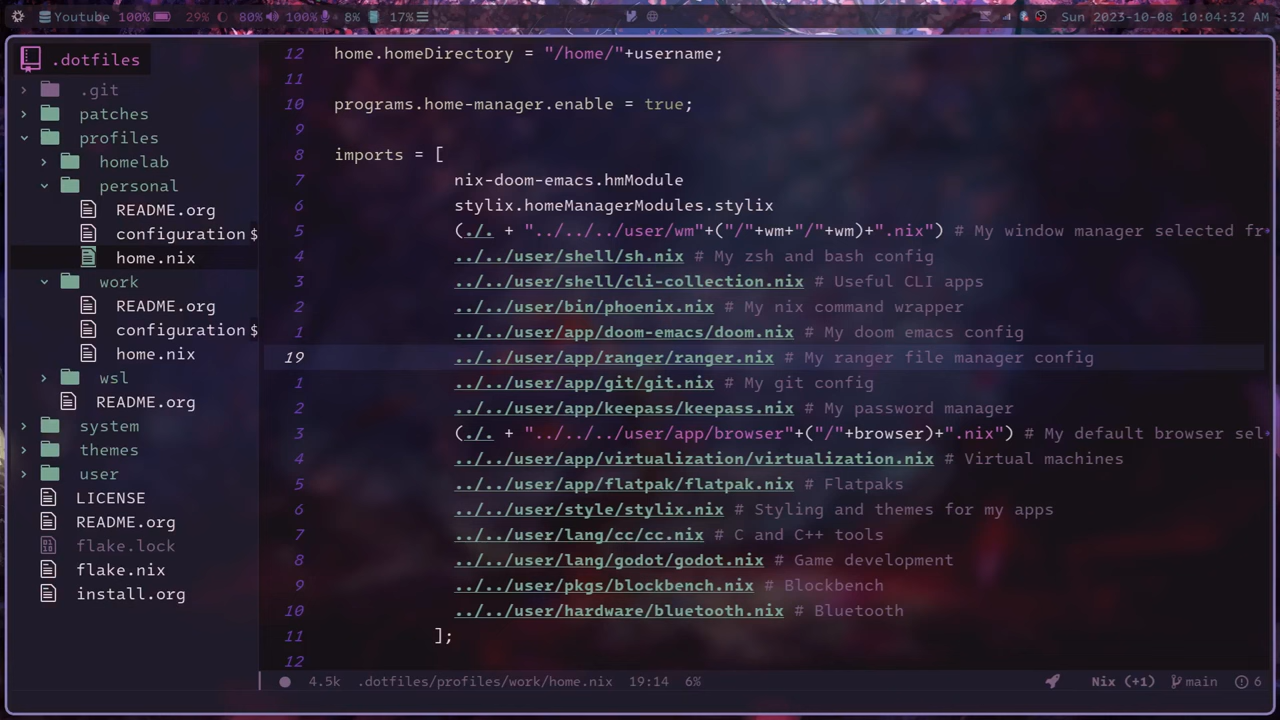 Youtube 100% 29% 80% 100% 8% 17%
Sun 2023-10-08 10:04:32 AM
.dotfiles
.git
patches
profiles
homelab
personal
README.org
configuration$
home.nix
work
README.org
configuration$
home.nix
wsl
README.org
system
themes
user
LICENSE
README.org
flake.lock
flake.nix
install.org
12 home.homeDirectory = "/home/"+username;
11
10 programs.home-manager.enable = true;
9
8 imports = [
7 nix-doom-emacs.hmModule
6 stylix.homeManagerModules.stylix
5 (./. + "../../../user/wm"+("/"+wm+"/"+wm)+".nix") # My window manager selected fr
4 ../../user/shell/sh.nix # My zsh and bash config
3 ../../user/shell/cli-collection.nix # Useful CLI apps
2 ../../user/bin/phoenix.nix # My nix command wrapper
1 ../../user/app/doom-emacs/doom.nix # My doom emacs config
19 ../../user/app/ranger/ranger.nix # My ranger file manager config
1 ../../user/app/git/git.nix # My git config
2 ../../user/app/keepass/keepass.nix # My password manager
3 (./. + "../../../user/app/browser"+("/"+browser)+".nix") # My default browser sel
4 ../../user/app/virtualization/virtualization.nix # Virtual machines
5 ../../user/app/flatpak/flatpak.nix # Flatpaks
6 ../../user/style/stylix.nix # Styling and themes for my apps
7 ../../user/lang/cc/cc.nix # C and C++ tools
8 ../../user/lang/godot/godot.nix # Game development
9 ../../user/pkgs/blockbench.nix # Blockbench
10 ../../user/hardware/bluetooth.nix # Bluetooth
11 ];
12
4.5k .dotfiles/profiles/work/home.nix 19:14 6% Nix (+1) main 6